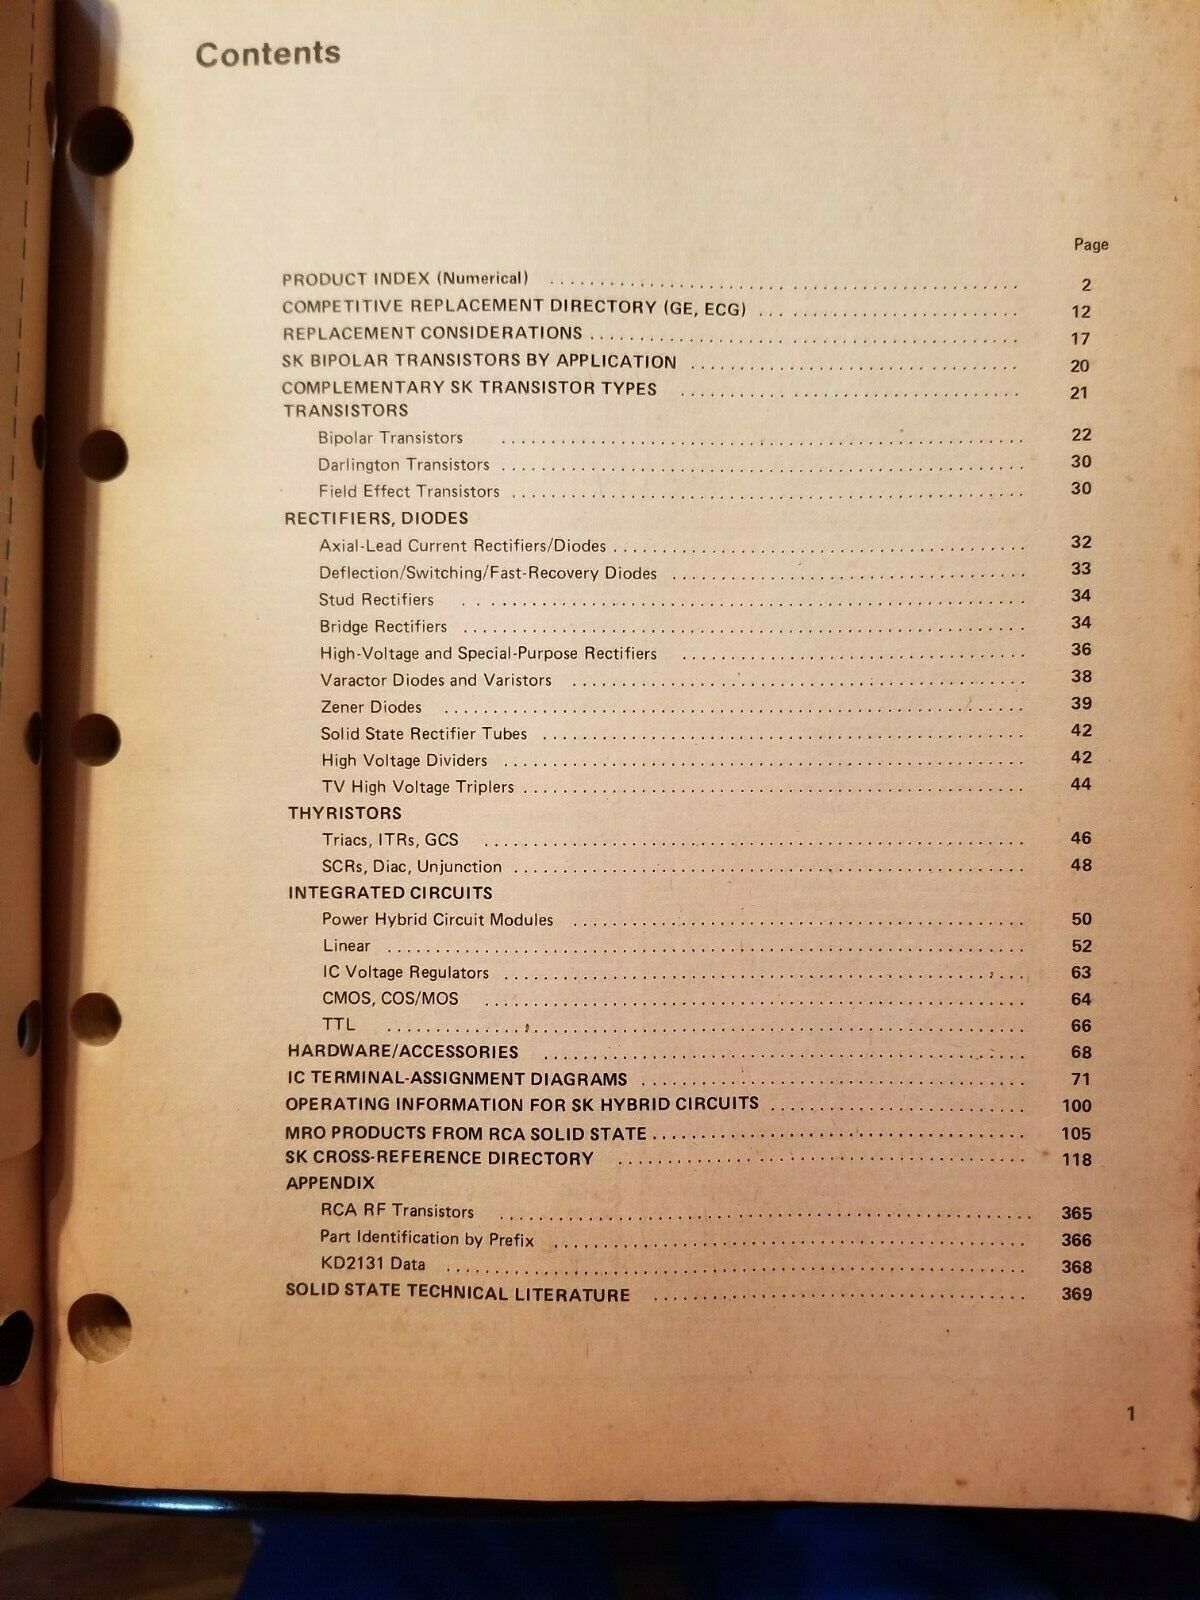 Contents
Page
PRODUCT INDEX (Numerical) ........................................ 2
COMPETITIVE REPLACEMENT DIRECTORY (GE, ECG) ........................................ 12
REPLACEMENT CONSIDERATIONS ........................................ 17
SK BIPOLAR TRANSISTORS BY APPLICATION ........................................ 20
COMPLEMENTARY SK TRANSISTOR TYPES ........................................ 21
TRANSISTORS
Bipolar Transistors ........................................ 22
Darlington Transistors ........................................ 30
Field Effect Transistors ........................................ 30
RECTIFIERS, DIODES
Axial-Lead Current Rectifiers/Diodes ........................................ 32
Deflection/Switching/Fast-Recovery Diodes ........................................ 33
Stud Rectifiers ........................................ 34
Bridge Rectifiers ........................................ 34
High-Voltage and Special-Purpose Rectifiers ........................................ 36
Varactor Diodes and Varistors ........................................ 38
Zener Diodes ........................................ 39
Solid State Rectifier Tubes ........................................ 42
High Voltage Dividers ........................................ 42
TV High Voltage Triplers ........................................ 44
THYRISTORS
Triacs, ITRs, GCS ........................................ 46
SCRs, Diac, Unjunction ........................................ 48
INTEGRATED CIRCUITS
Power Hybrid Circuit Modules ........................................ 50
Linear ........................................ 52
IC Voltage Regulators ........................................ 63
CMOS, COS/MOS ........................................ 64
TTL ........................................ 66
HARDWARE/ACCESSORIES ........................................ 68
IC TERMINAL-ASSIGNMENT DIAGRAMS ........................................ 71
OPERATING INFORMATION FOR SK HYBRID CIRCUITS ........................................ 100
MRO PRODUCTS FROM RCA SOLID STATE ........................................ 105
SK CROSS-REFERENCE DIRECTORY ........................................ 118
APPENDIX
RCA RF Transistors ........................................ 365
Part Identification by Prefix ........................................ 366
KD2131 Data ........................................ 368
SOLID STATE TECHNICAL LITERATURE ........................................ 369
1